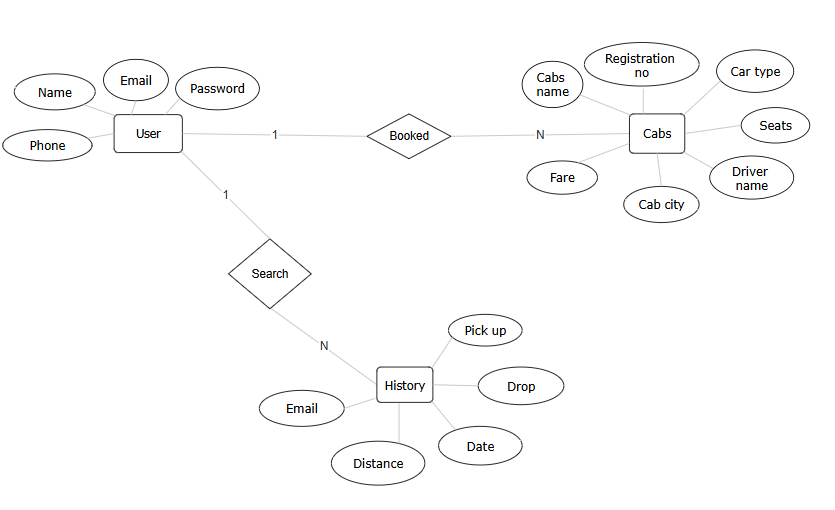 Name
Email
Password
Phone
User
1
Booked
N
Cabs
name
Registration
no
Car type
Cabs
Seats
Fare
Cab city
Driver
name
1
Search
N
History
Pick up
Drop
Email
Distance
Date